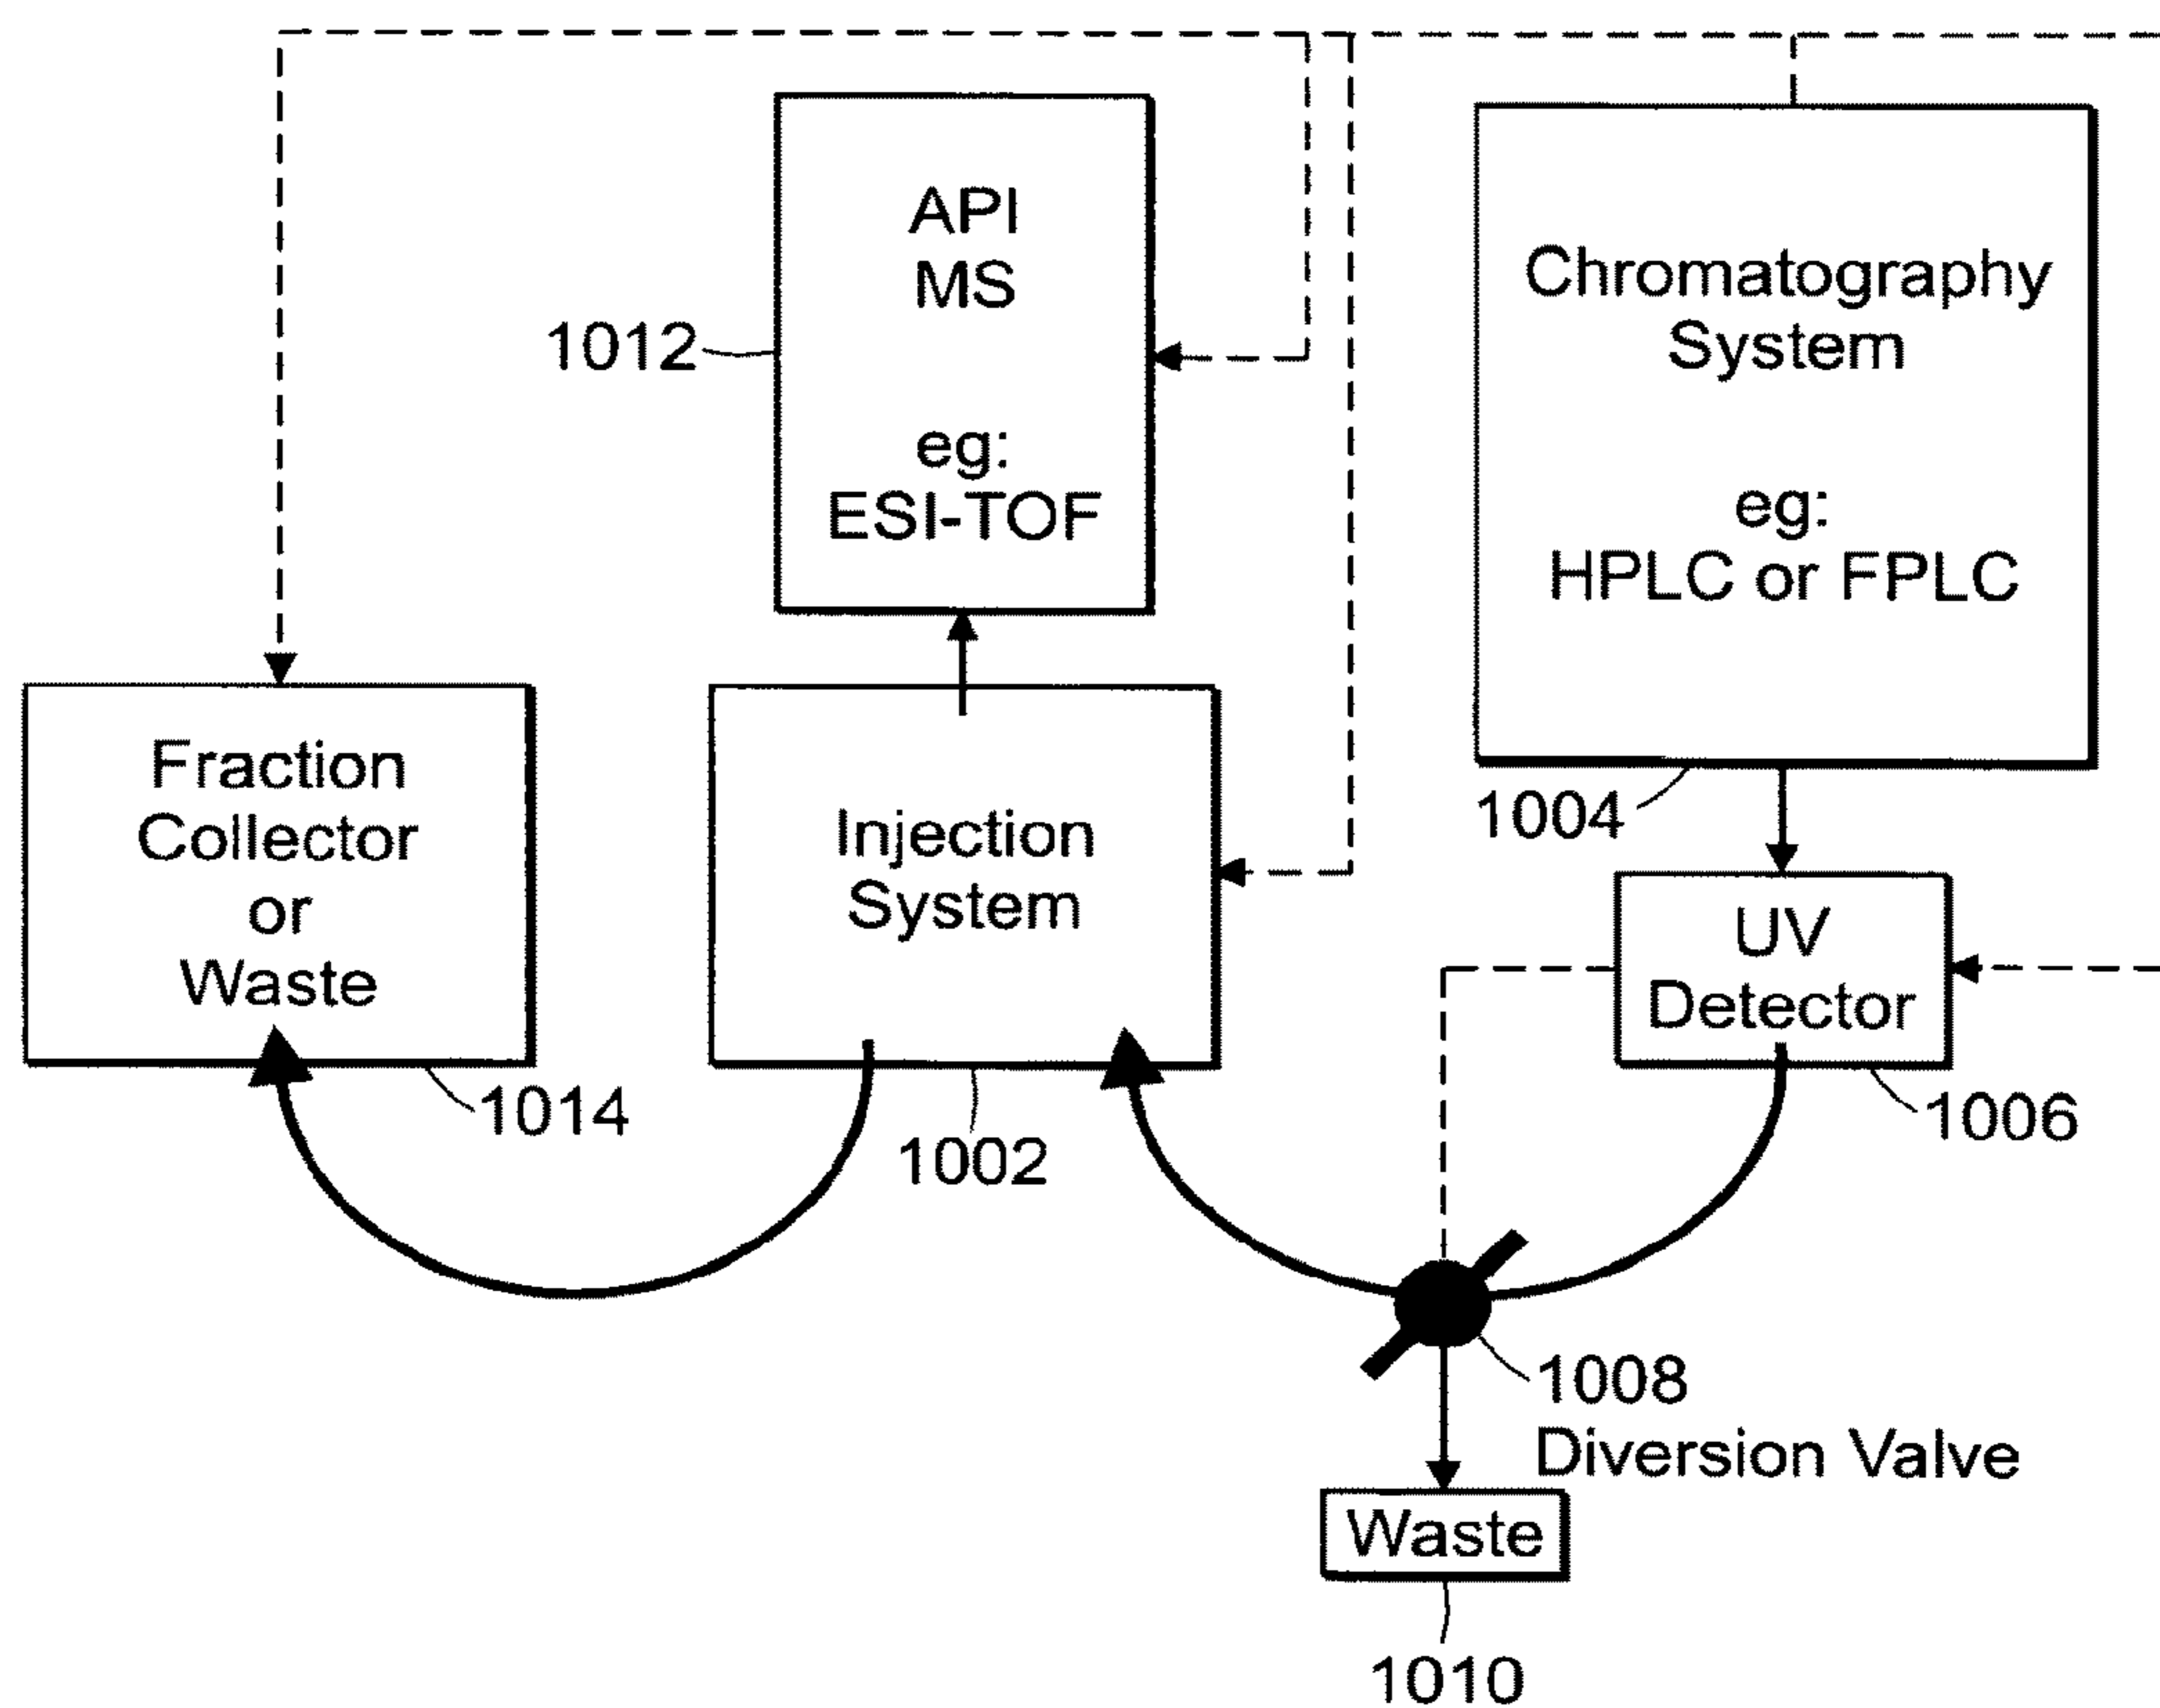 API
MS
eg:
ESI-TOF
1012
Chromatography
System
eg:
HPLC or FPLC
1004
Fraction
Collector
or
Waste
1014
Injection
System
1002
UV
Detector
1006
1008
Diversion Valve
Waste
1010